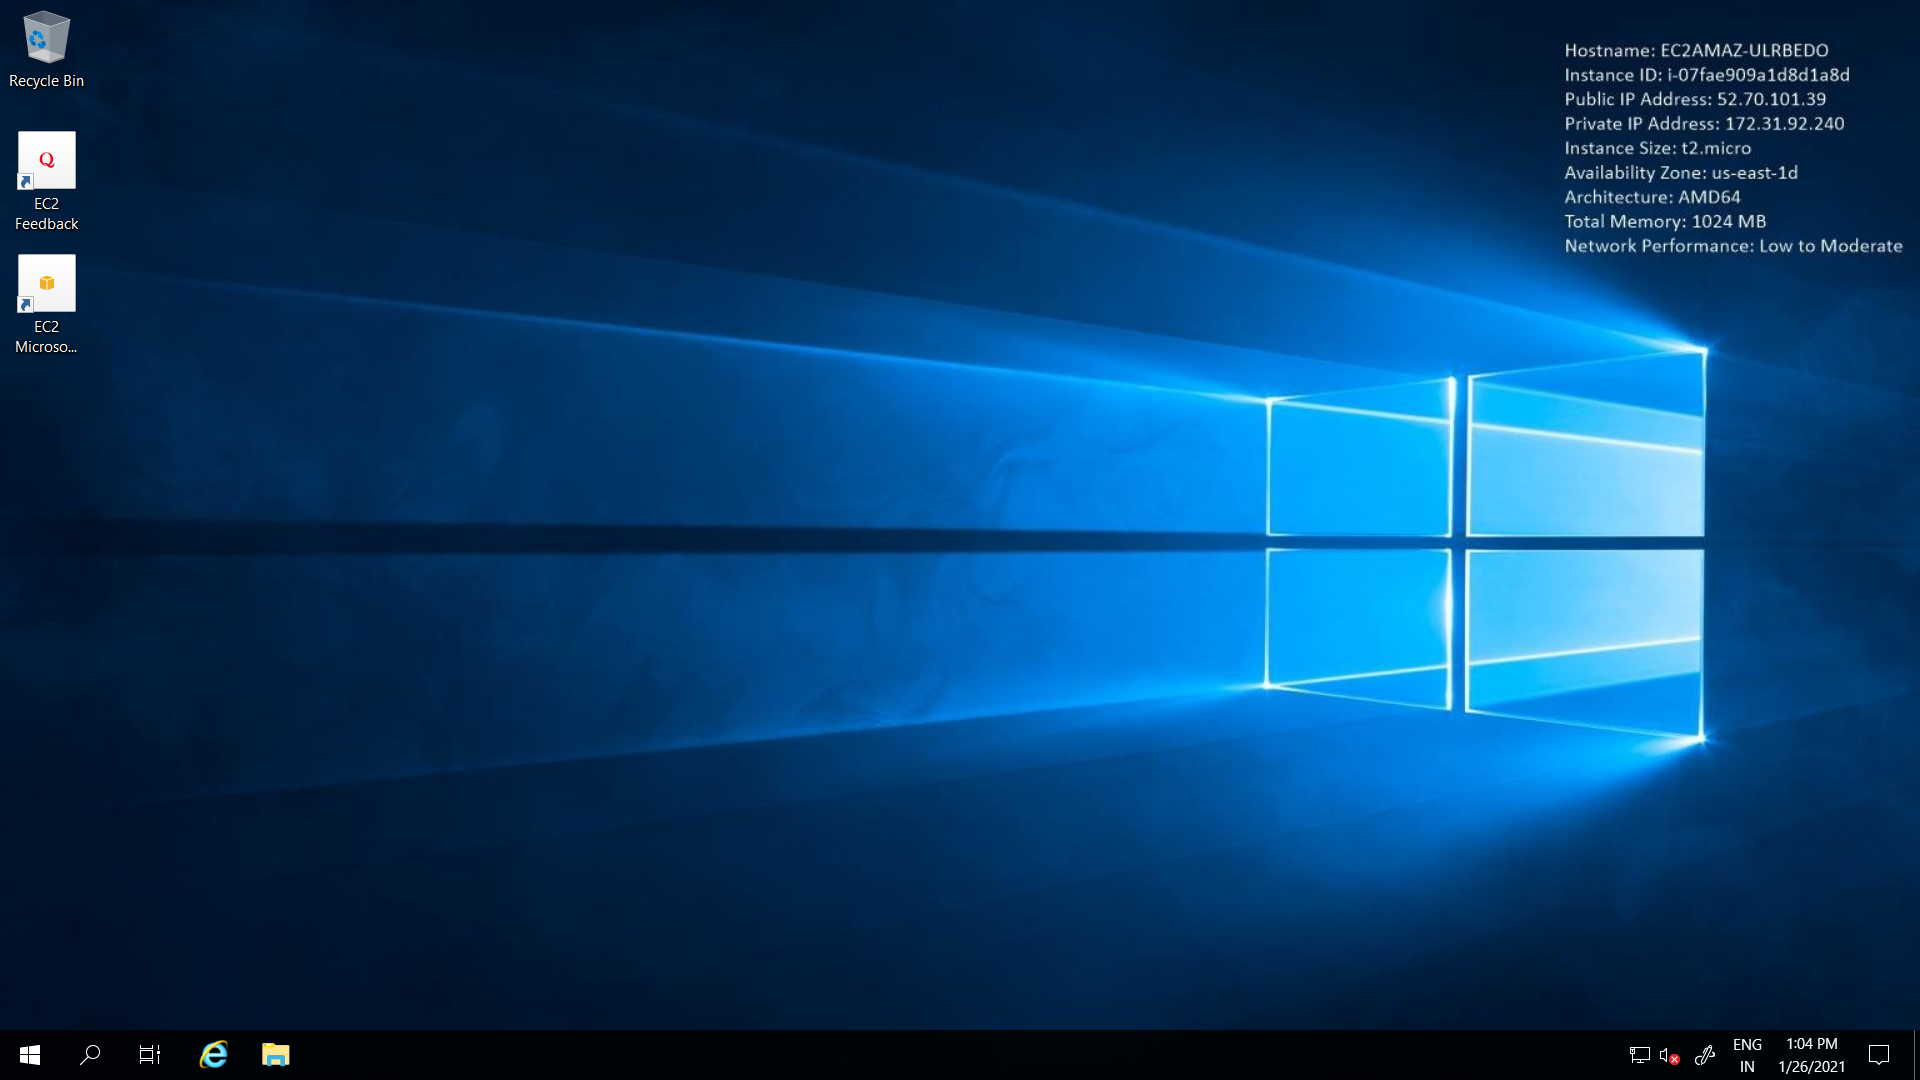 Recycle Bin
Q
EC2
Feedback
EC2
Microso...
Hostname: EC2AMAZ-ULRBEDO
Instance ID: i-07fae909a1d8d1a8d
Public IP Address: 52.70.101.39
Private IP Address: 172.31.92.240
Instance Size: t2.micro
Availability Zone: us-east-1d
Architecture: AMD64
Total Memory: 1024 MB
Network Performance: Low to Moderate
ENG
IN
1:04 PM
1/26/2021